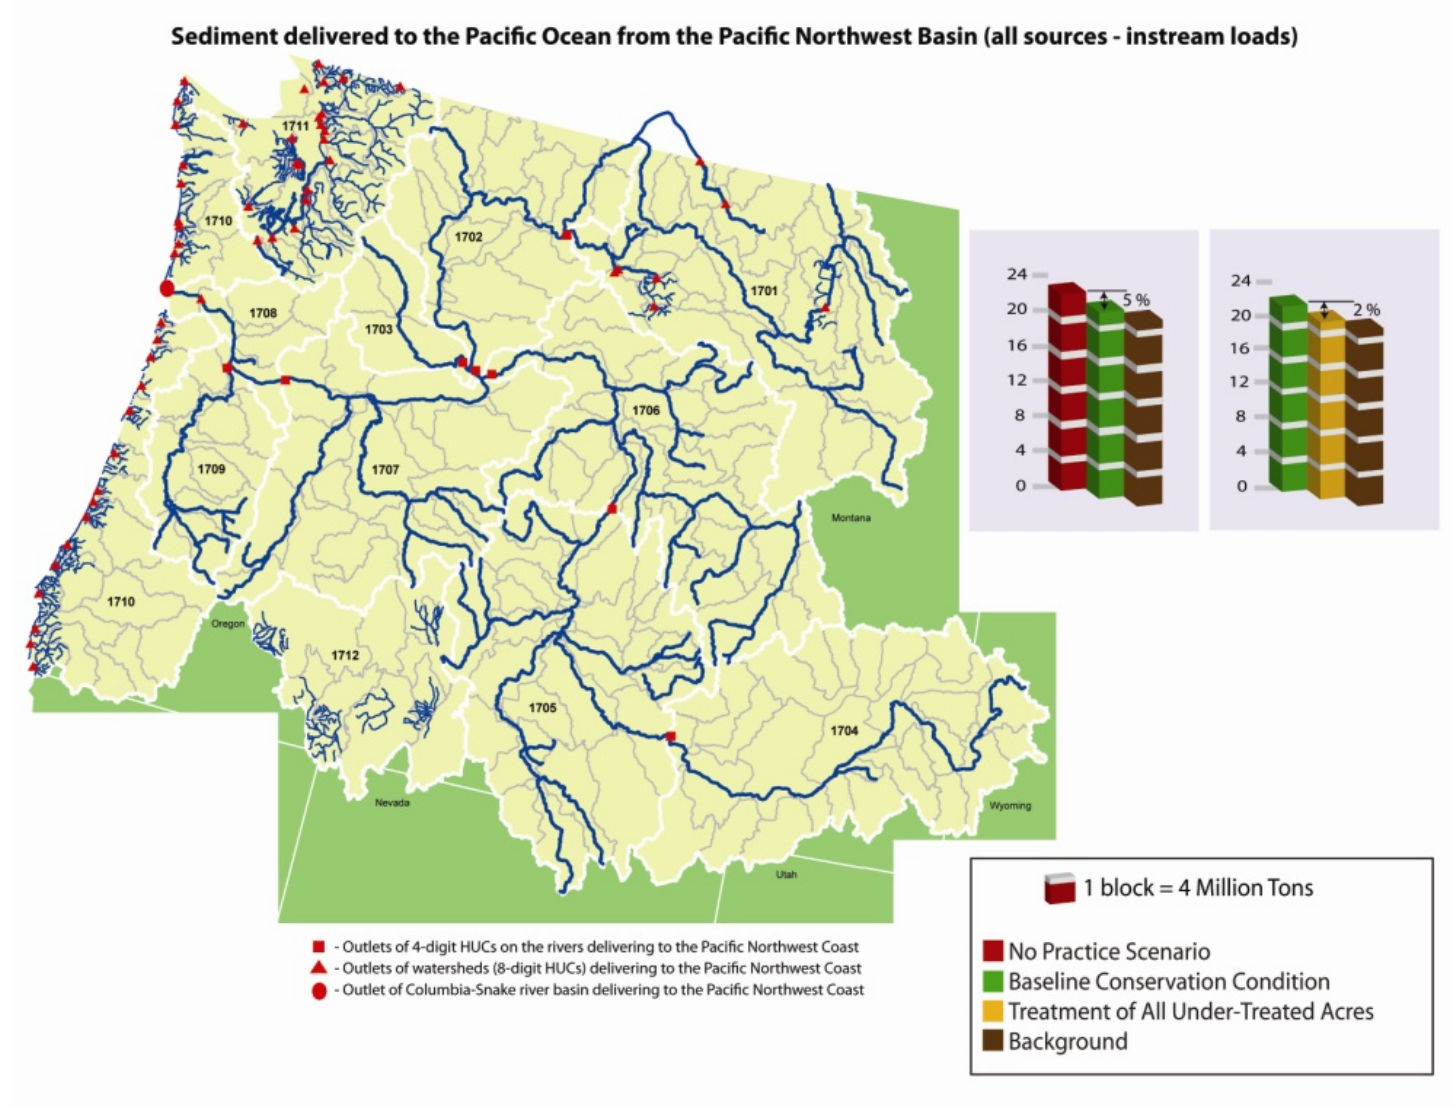 Sediment delivered to the Pacific Ocean from the Pacific Northwest Basin (all sources - instream loads)
1711
1710
1702
1701
1708
1703
1706
1709
1707
1710
1712
1705
1704
Montana
Oregon
Nevada
Utah
Wyoming
24
20
16
12
8
4
0
5 %
24
20
16
12
8
4
0
2 %
- Outlets of 4-digit HUCs on the rivers delivering to the Pacific Northwest Coast
- Outlets of watersheds (8-digit HUCs) delivering to the Pacific Northwest Coast
- Outlet of Columbia-Snake river basin delivering to the Pacific Northwest Coast
1 block = 4 Million Tons
No Practice Scenario
Baseline Conservation Condition
Treatment of All Under-Treated Acres
Background